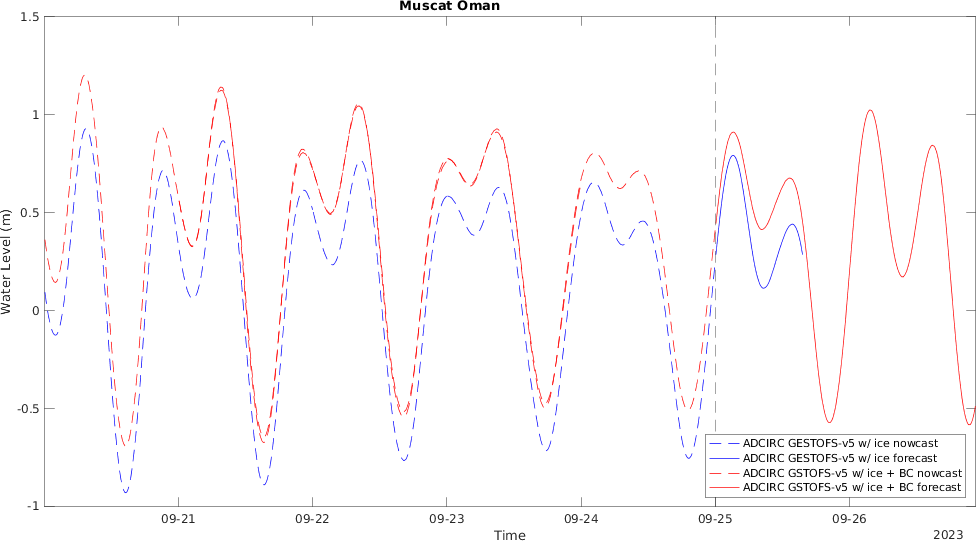 Muscat Oman
1.5
1
0.5
0
-0.5
-1
Water Level (m)
09-21
09-22
09-23
09-24
09-25
09-26
Time
2023
ADCIRC GESTOFS-v5 w/ ice nowcast
ADCIRC GESTOFS-v5 w/ ice forecast
ADCIRC GSTOFS-v5 w/ ice + BC nowcast
ADCIRC GSTOFS-v5 w/ ice + BC forecast